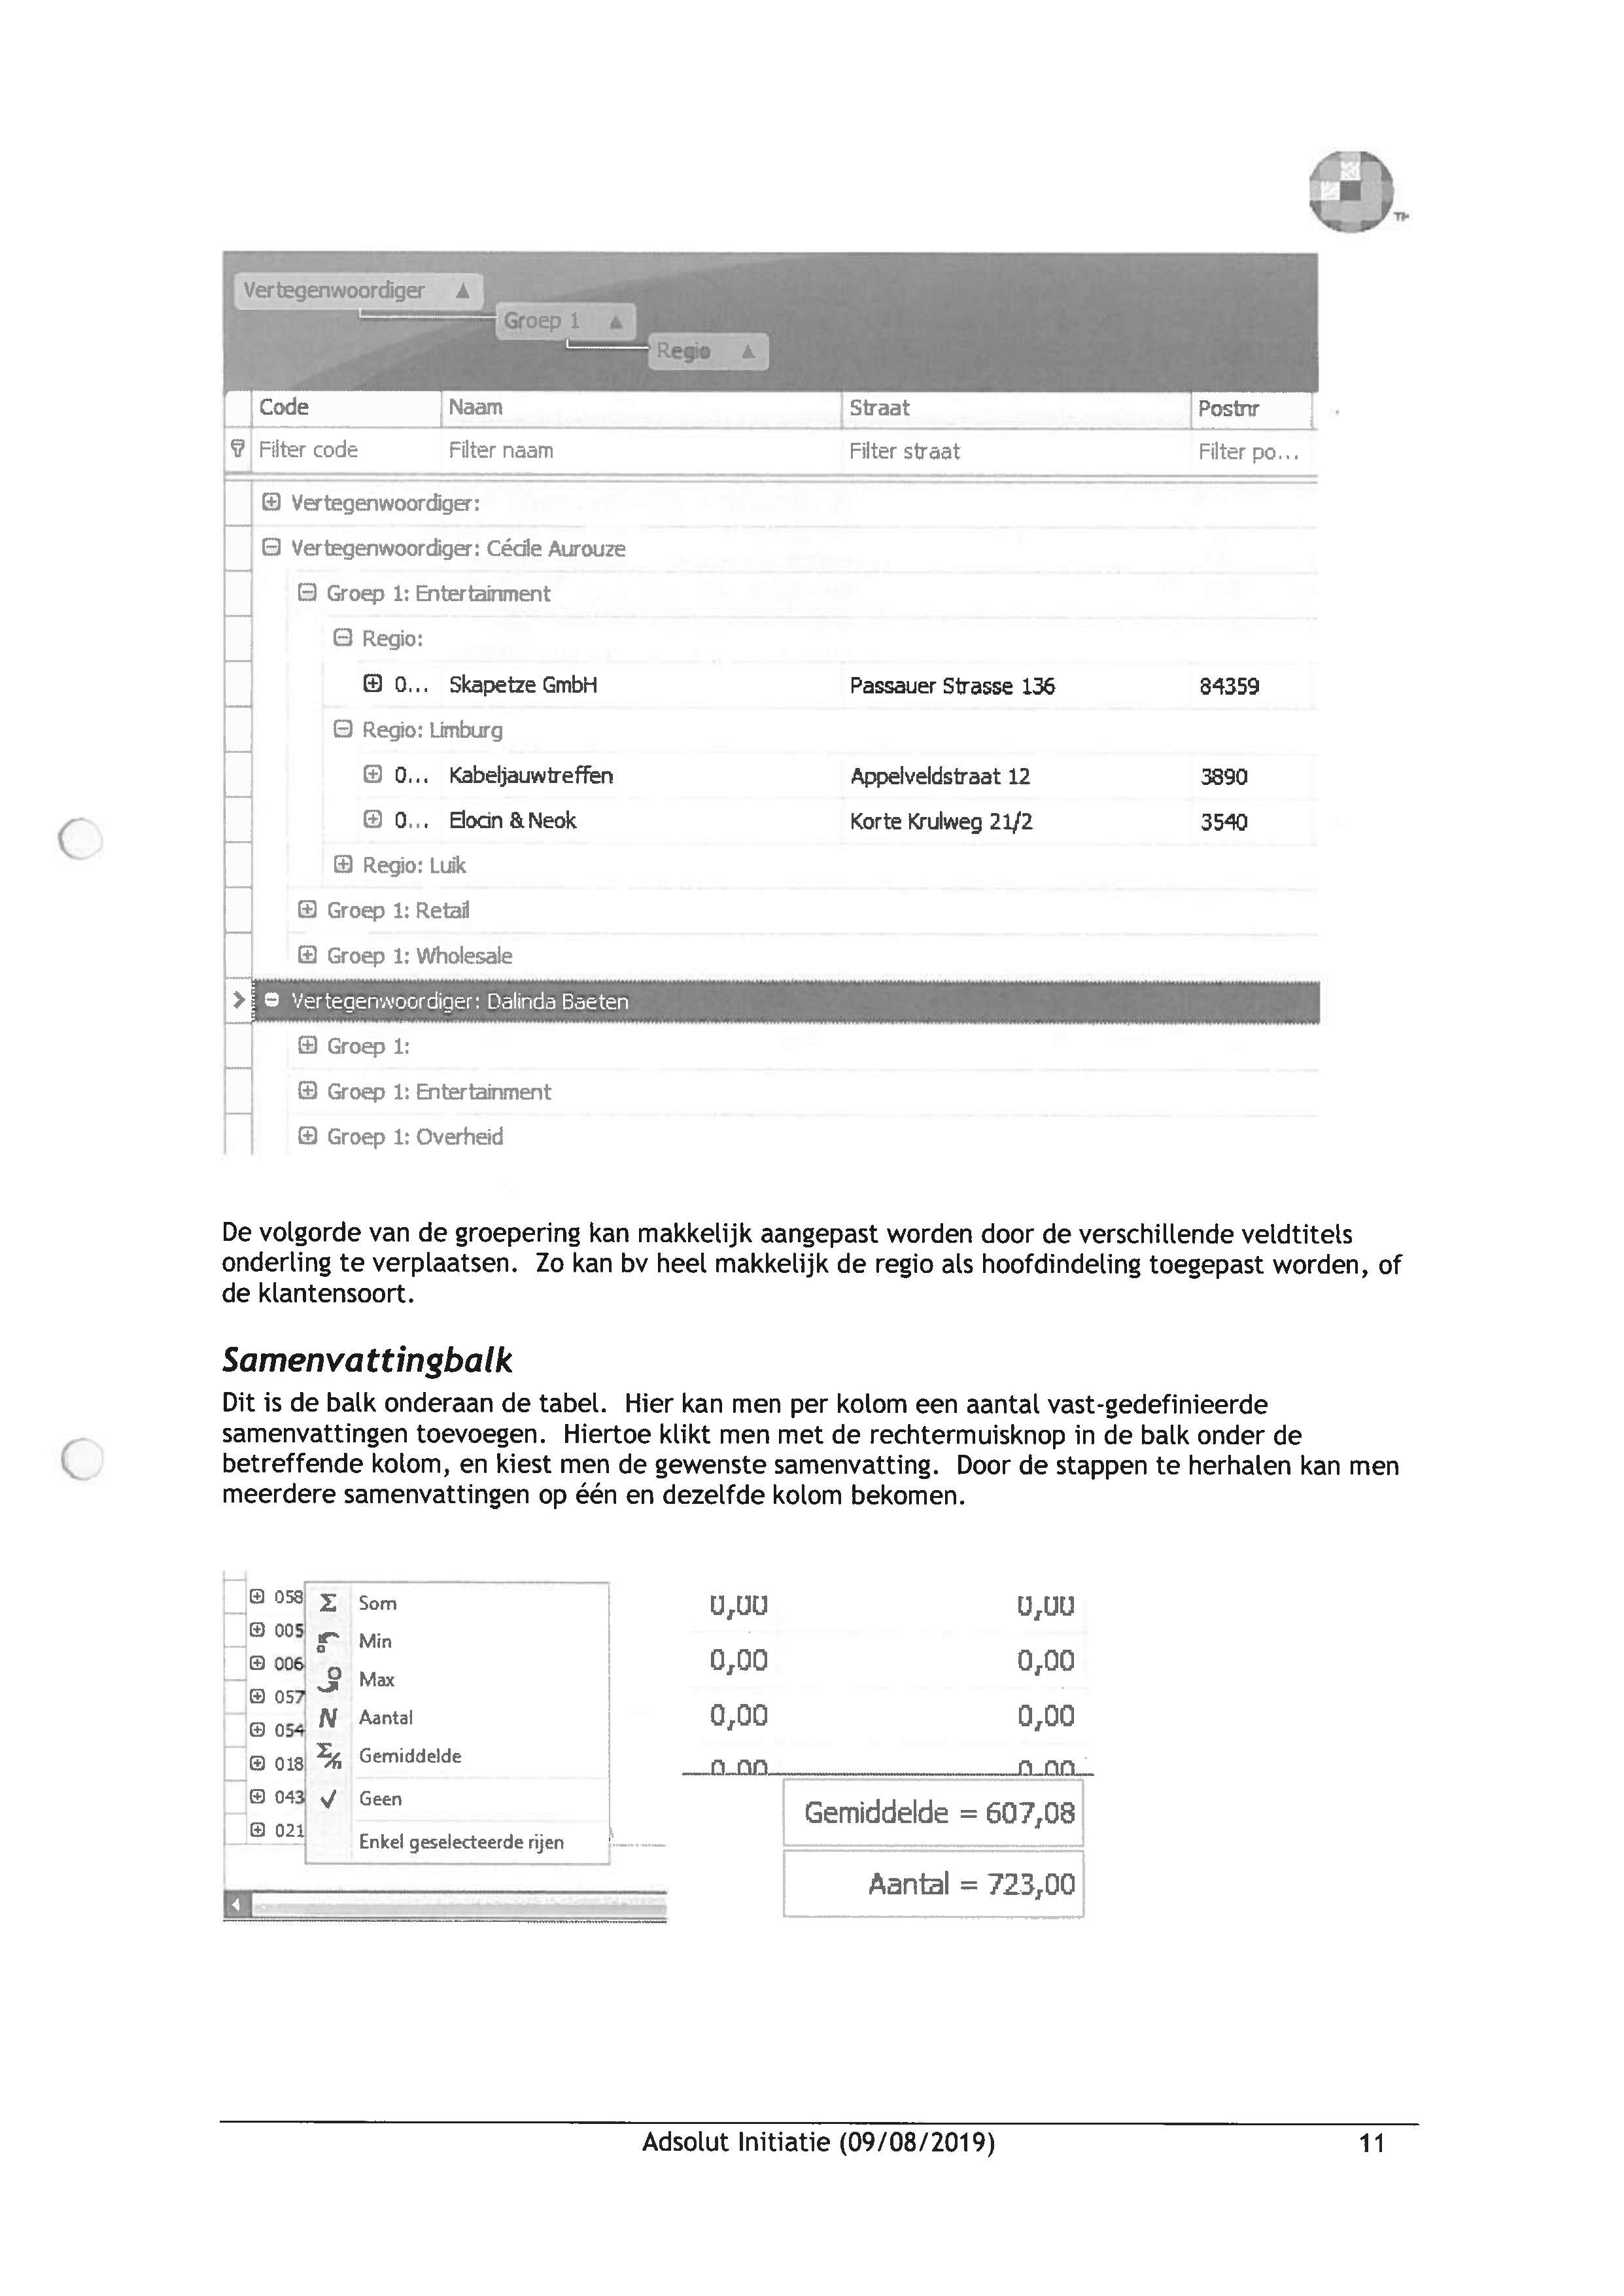 TM
Vertegenwoordiger ▲
Groep 1 ▲
Regio ▲
Code Naam Straat Postnr
Filter code Filter naam Filter straat Filter po...
Vertegenwoordiger:
Vertegenwoordiger: Cécile Aurouze
Groep 1: Entertainment
Regio:
0... Skapetze GmbH Passauer Strasse 136 84359
Regio: Limburg
0... Kabeljauwtreffen Appelveldstraat 12 3890
0... Elocin & Neok Korte Krulweg 21/2 3540
Regio: Luik
Groep 1: Retail
Groep 1: Wholesale
Vertegenwoordiger: Dalinda Baeten
Groep 1:
Groep 1: Entertainment
Groep 1: Overheid
De volgorde van de groepering kan makkelijk aangepast worden door de verschillende veldtitels
onderling te verplaatsen. Zo kan bv heel makkelijk de regio als hoofdindeling toegepast worden, of
de klantensoort.
Samenvattingbalk
Dit is de balk onderaan de tabel. Hier kan men per kolom een aantal vast-gedefinieerde
samenvattingen toevoegen. Hiertoe klikt men met de rechtermuisknop in de balk onder de
betreffende kolom, en kiest men de gewenste samenvatting. Door de stappen te herhalen kan men
meerdere samenvattingen op één en dezelfde kolom bekomen.
058
005
006
057
054
018
043
021
Σ Som
Min
Max
N Aantal
Σ/n Gemiddelde
✓ Geen
Enkel geselecteerde rijen
0,00 0,00
0,00 0,00
0,00 0,00
0,00 0,00
Gemiddelde = 607,08
Aantal = 723,00
Adsolut Initiatie (09/08/2019) 11